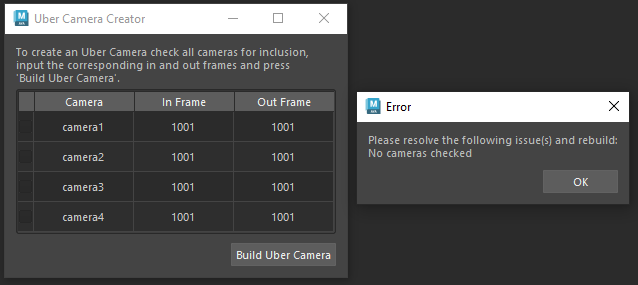 Uber Camera Creator
To create an Uber Camera check all cameras for inclusion,
input the corresponding in and out frames and press
'Build Uber Camera'.
Camera In Frame Out Frame
camera1 1001 1001
camera2 1001 1001
camera3 1001 1001
camera4 1001 1001
Build Uber Camera
Error
Please resolve the following issue(s) and rebuild:
No cameras checked
OK